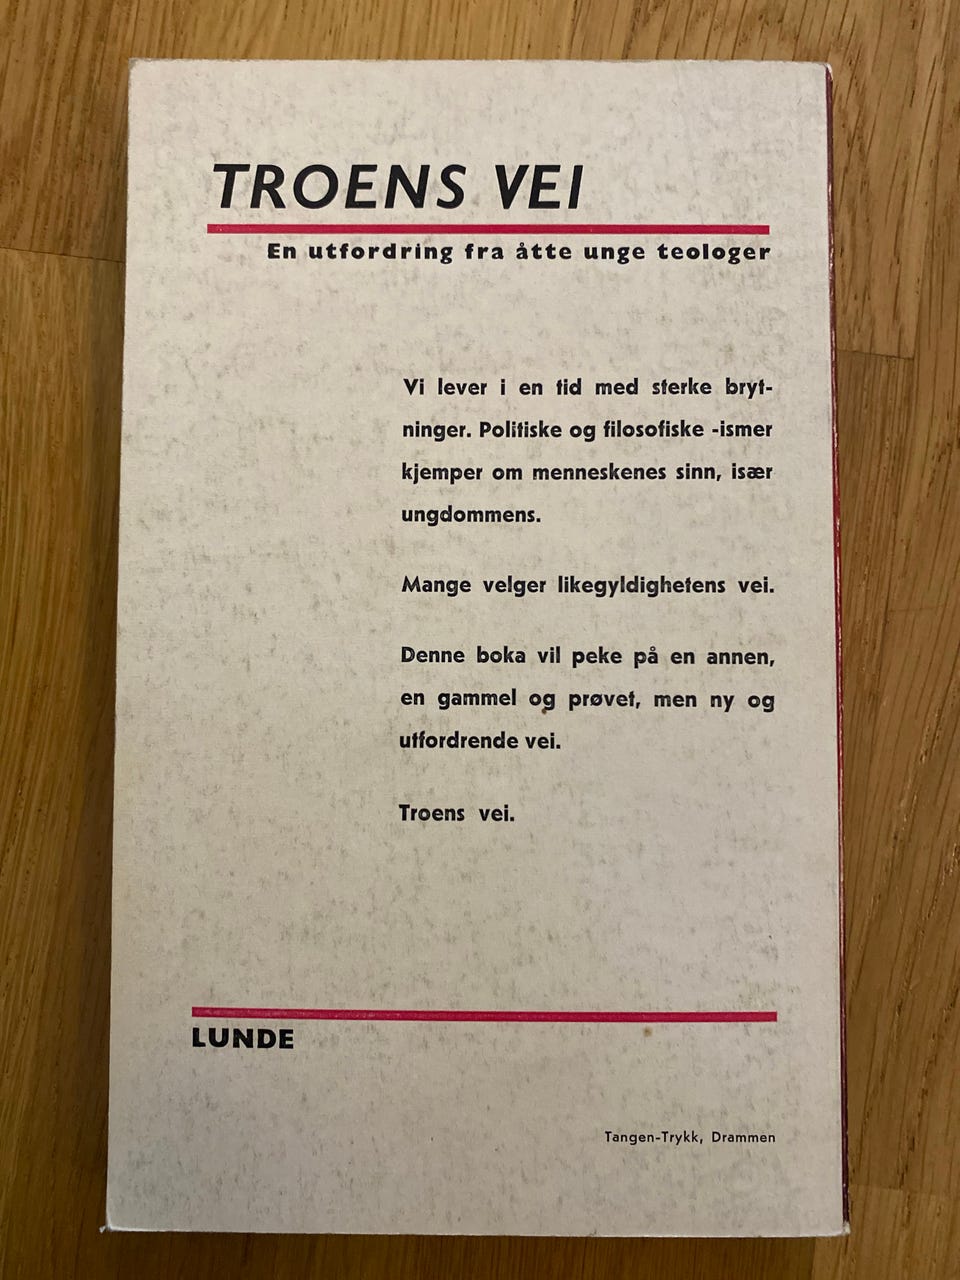 TROENS VEI
En utfordring fra åtte unge teologer
Vi lever i en tid med sterke bryt-
ninger. Politiske og filosofiske -ismer
kjemper om menneskenes sinn, især
ungdommens.
Mange velger likegyldighetens vei.
Denne boka vil peke på en annen,
en gammel og prøvet, men ny og
utfordrende vei.
Troens vei.
LUNDE
Tangen-Trykk, Drammen